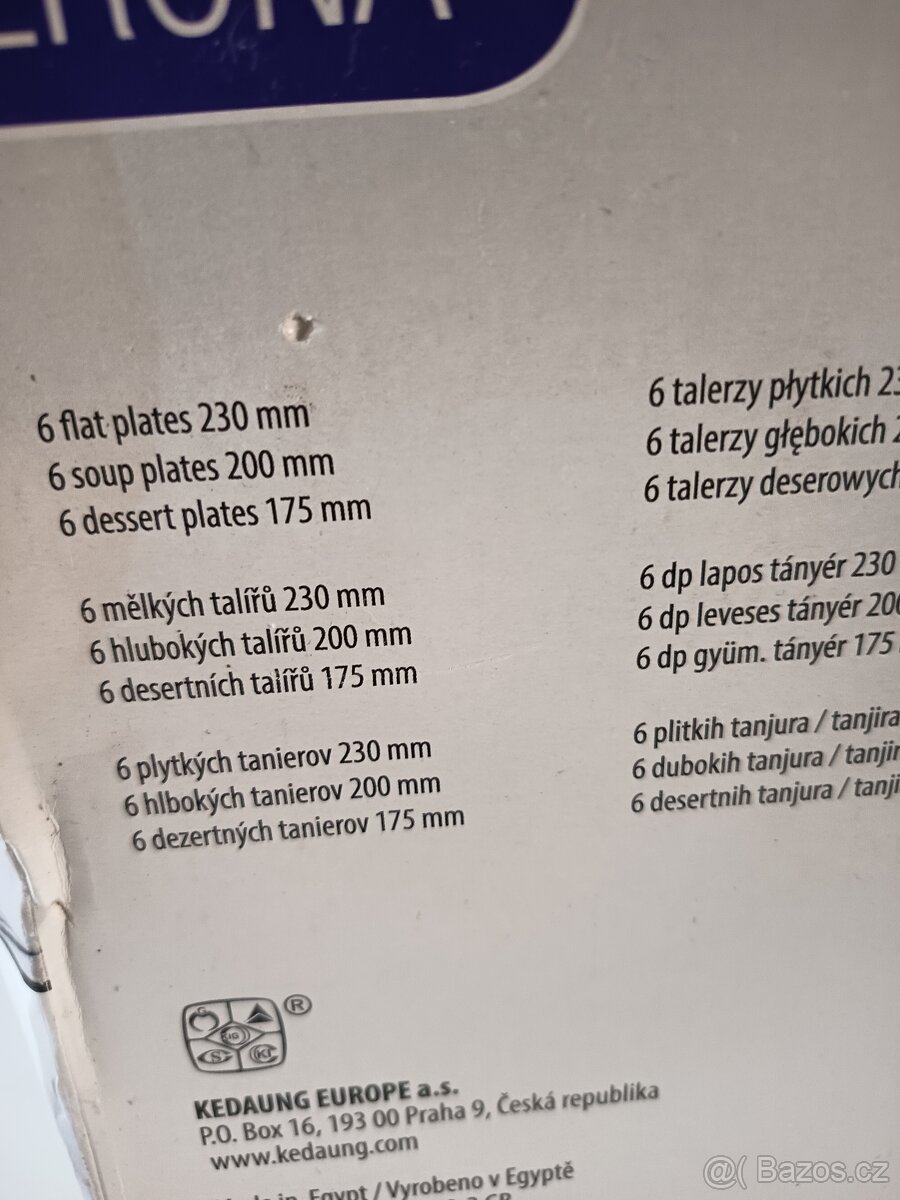 6 flat plates 230 mm
6 soup plates 200 mm
6 dessert plates 175 mm
6 mělkých talířů 230 mm
6 hlubokých talířů 200 mm
6 desertních talířů 175 mm
6 plytkých tanierov 230 mm
6 hlbokých tanierov 200 mm
6 dezertných tanierov 175 mm
6 talerzy płytkich
6 talerzy głębokich
6 talerzy deserowych
6 dp lapos tányér 230
6 dp leveses tányér 200
6 dp gyüm. tányér 175
6 plitkih tanjura / tanjira
6 dubokih tanjura /
6 desertnih tanjura /
®
KEDAUNG EUROPE a.s.
P.O. Box 16, 193 00 Praha 9, Česká republika
www.kedaung.com
in Egypt / Vyrobeno v Egyptě
@( Bazos.cz